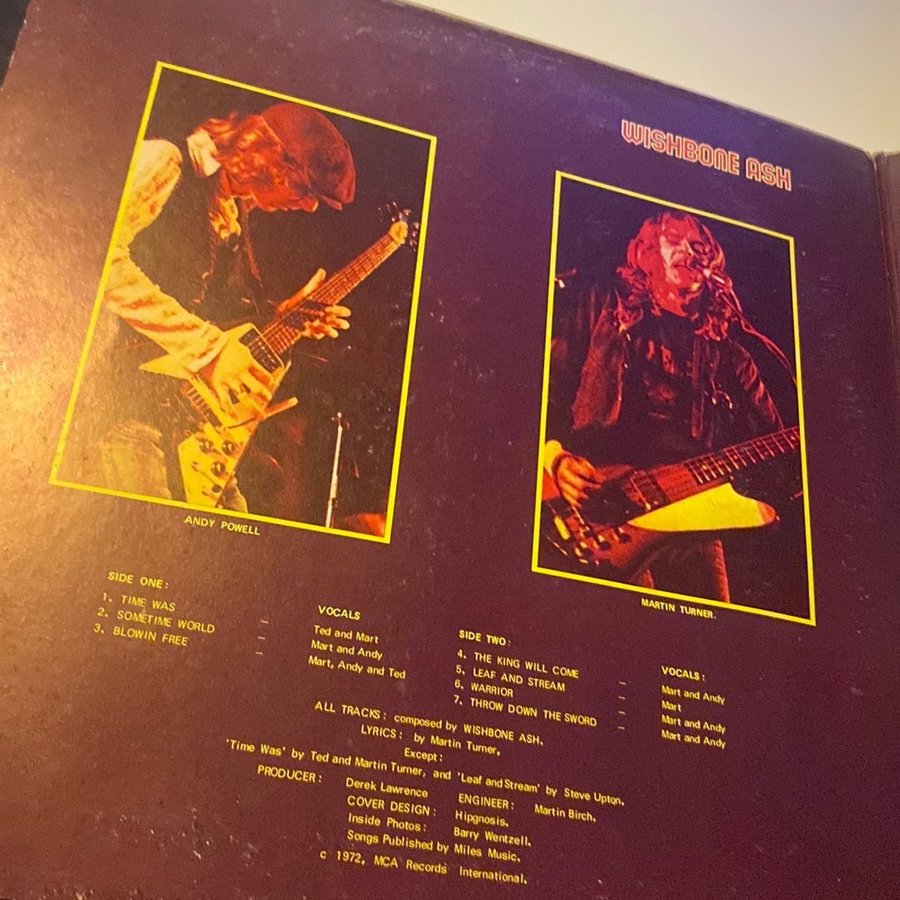 WISHBONE ASH
ANDY POWELL
MARTIN TURNER.
SIDE ONE:
VOCALS
1. TIME WAS – Ted and Mart
2. SOMETIME WORLD – Mart and Andy
3. BLOWIN FREE – Mart, Andy and Ted
SIDE TWO:
VOCALS:
4. THE KING WILL COME – Mart and Andy
5. LEAF AND STREAM – Mart
6. WARRIOR – Mart and Andy
7. THROW DOWN THE SWORD – Mart and Andy
ALL TRACKS: composed by WISHBONE ASH.
LYRICS: by Martin Turner,
Except:
'Time Was' by Ted and Martin Turner, and 'Leaf and Stream' by Steve Upton.
PRODUCER: Derek Lawrence ENGINEER: Martin Birch.
COVER DESIGN: Hipgnosis.
Inside Photos: Barry Wentzell.
Songs Published by Miles Music.
c 1972, MCA Records International.